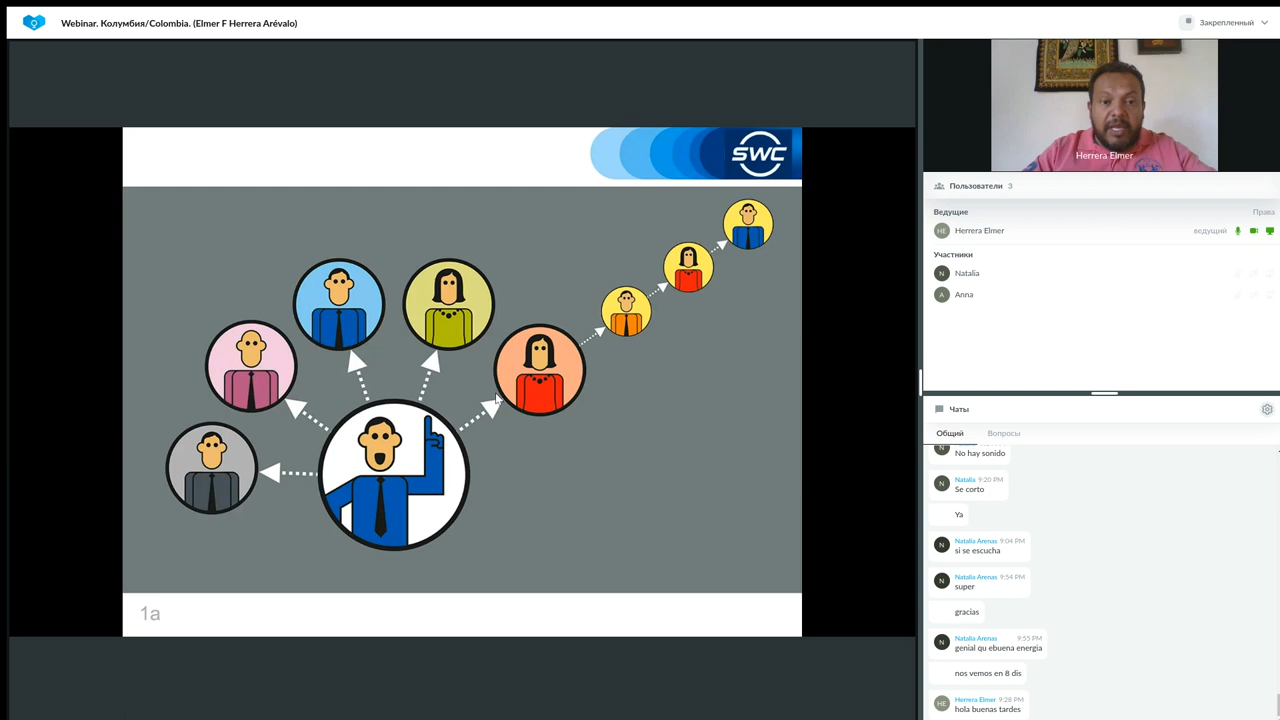 Webinar. Колумбия/Colombia. (Elmer F Herrera Arévalo)
Закрепленный
SWC
1a
Herrera Elmer
Пользователи 3
Ведущие
Права
HE
Herrera Elmer
ведущий
Участники
N
Natalia
A
Anna
Чаты
Общий
Вопросы
N
No hay sonido
N
Natalia 9:20 PM
Se corto
Ya
N
Natalia Arenas 9:04 PM
si se escucha
N
Natalia Arenas 9:54 PM
super
gracias
N
Natalia Arenas 9:55 PM
genial qu ebuena energia
nos vemos en 8 dis
HE
Herrera Elmer 9:28 PM
hola buenas tardes